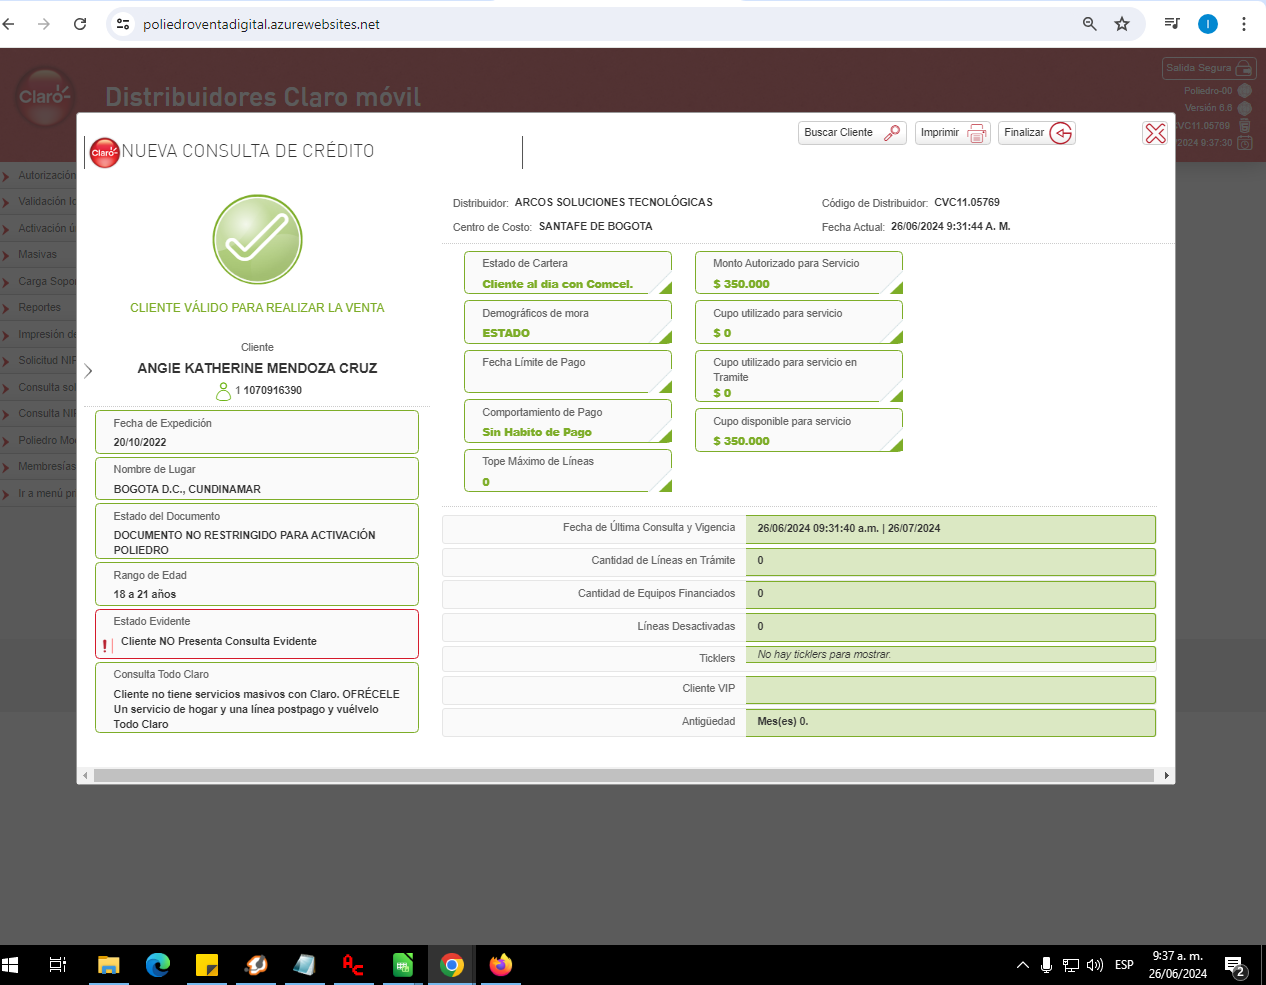 poliedroventadigital.azurewebsites.net
I
Claro
Distribuidores Claro móvil
Salida Segura
Poliedro-00
Versión 6.8
VC11.05769
2024 9:37:30
Autorización
Validación Id
Activación ú
Masivas
Carga Sopor
Reportes
Impresión de
Solicitud NIP
Consulta sol
Consulta NIP
Poliedro Mo
Membresías
Ir a menú pr
Buscar Cliente
Imprimir
Finalizar
Claro
NUEVA CONSULTA DE CRÉDITO
CLIENTE VÁLIDO PARA REALIZAR LA VENTA
Cliente
ANGIE KATHERINE MENDOZA CRUZ
1 1070916390
Fecha de Expedición
20/10/2022
Nombre de Lugar
BOGOTA D.C., CUNDINAMAR
Estado del Documento
DOCUMENTO NO RESTRINGIDO PARA ACTIVACIÓN
POLIEDRO
Rango de Edad
18 a 21 años
Estado Evidente
! Cliente NO Presenta Consulta Evidente
Consulta Todo Claro
Cliente no tiene servicios masivos con Claro. OFRÉCELE
Un servicio de hogar y una línea postpago y vuélvelo
Todo Claro
Distribuidor: ARCOS SOLUCIONES TECNOLÓGICAS
Código de Distribuidor: CVC11.05769
Centro de Costo: SANTAFE DE BOGOTA
Fecha Actual: 26/06/2024 9:31:44 A. M.
Estado de Cartera
Cliente al dia con Comcel.
Demográficos de mora
ESTADO
Fecha Límite de Pago
Comportamiento de Pago
Sin Habito de Pago
Tope Máximo de Líneas
0
Monto Autorizado para Servicio
$ 350.000
Cupo utilizado para servicio
$ 0
Cupo utilizado para servicio en
Tramite
$ 0
Cupo disponible para servicio
$ 350.000
Fecha de Última Consulta y Vigencia 26/06/2024 09:31:40 a.m. | 26/07/2024
Cantidad de Líneas en Trámite 0
Cantidad de Equipos Financiados 0
Líneas Desactivadas 0
Ticklers No hay ticklers para mostrar.
Cliente VIP
Antigüedad Mes(es) 0.
AC
ESP
9:37 a. m.
26/06/2024
2